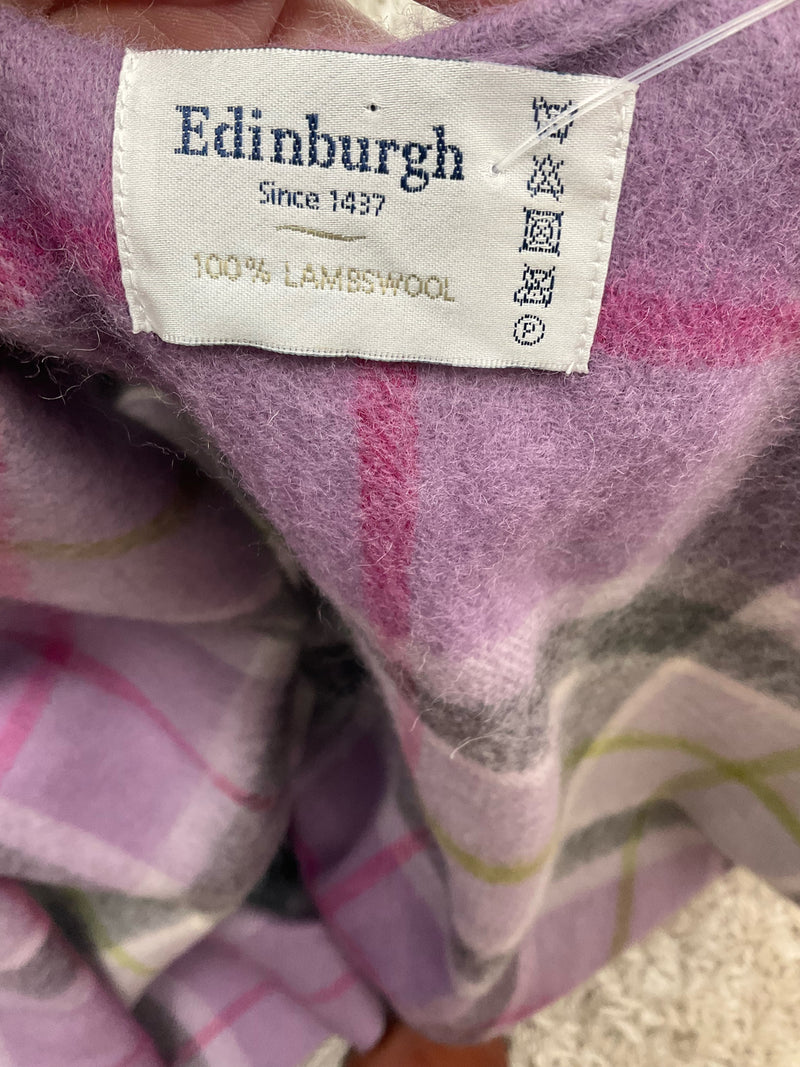 Edinburgh
Since 1437
100% LAMBSWOOL
P